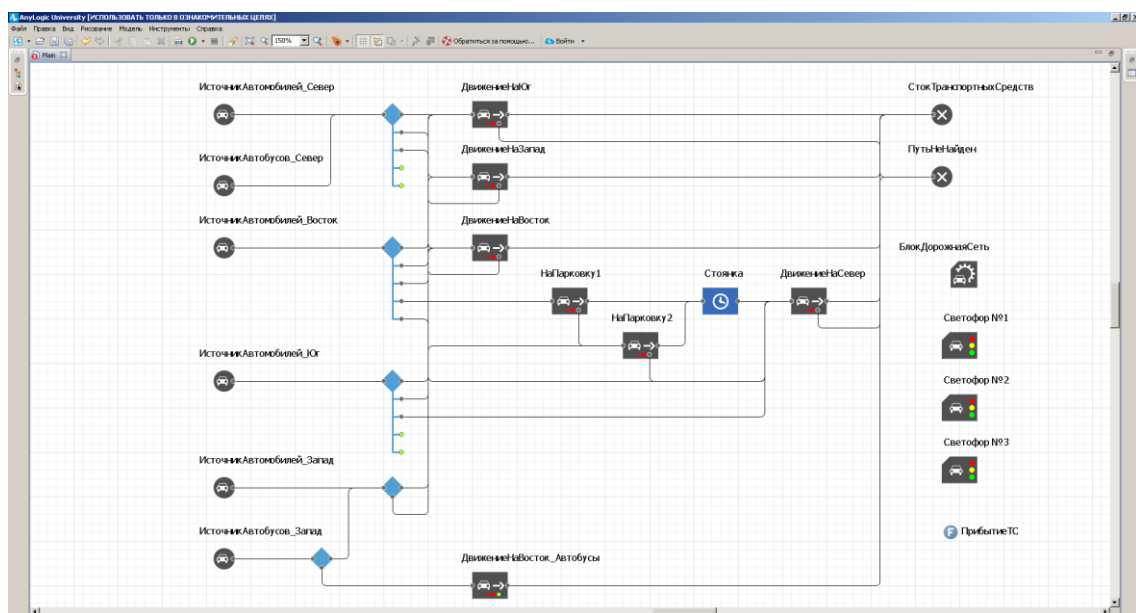 AnyLogic University [ИСПОЛЬЗОВАТЬ ТОЛЬКО В ОЗНАКОМИТЕЛЬНЫХ ЦЕЛЯХ]
Файл Правка Вид Рисование Модель Инструменты Справка
150% Обратиться за помощью... Войти
Main
ИсточникАвтомобилей_Север
ДвижениеНаЮг
СтокТранспортныхСредств
ИсточникАвтобусов_Север
ДвижениеНаЗапад
ПутьНеНайден
ИсточникАвтомобилей_Восток
ДвижениеНаВосток
БлокДорожнаяСеть
НаПарковку1
Стоянка
ДвижениеНаСевер
НаПарковку2
Светофор №1
ИсточникАвтомобилей_Юг
Светофор №2
Светофор №3
ИсточникАвтомобилей_Запад
ИсточникАвтобусов_Запад
F ПрибытиеТС
ДвижениеНаВосток_Автобусы